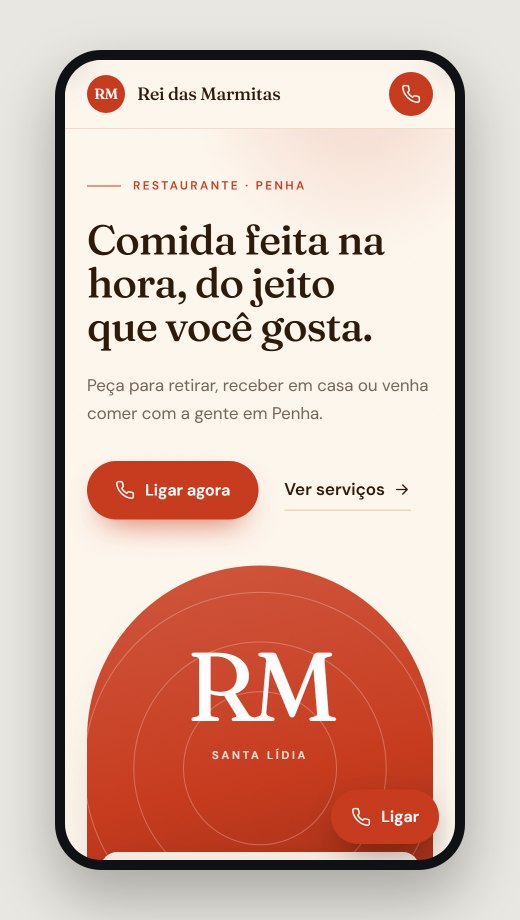 RM Rei das Marmitas
RESTAURANTE · PENHA
Comida feita na
hora, do jeito
que você gosta.
Peça para retirar, receber em casa ou venha
comer com a gente em Penha.
Ligar agora
Ver serviços →
RM
SANTA LÍDIA
Ligar